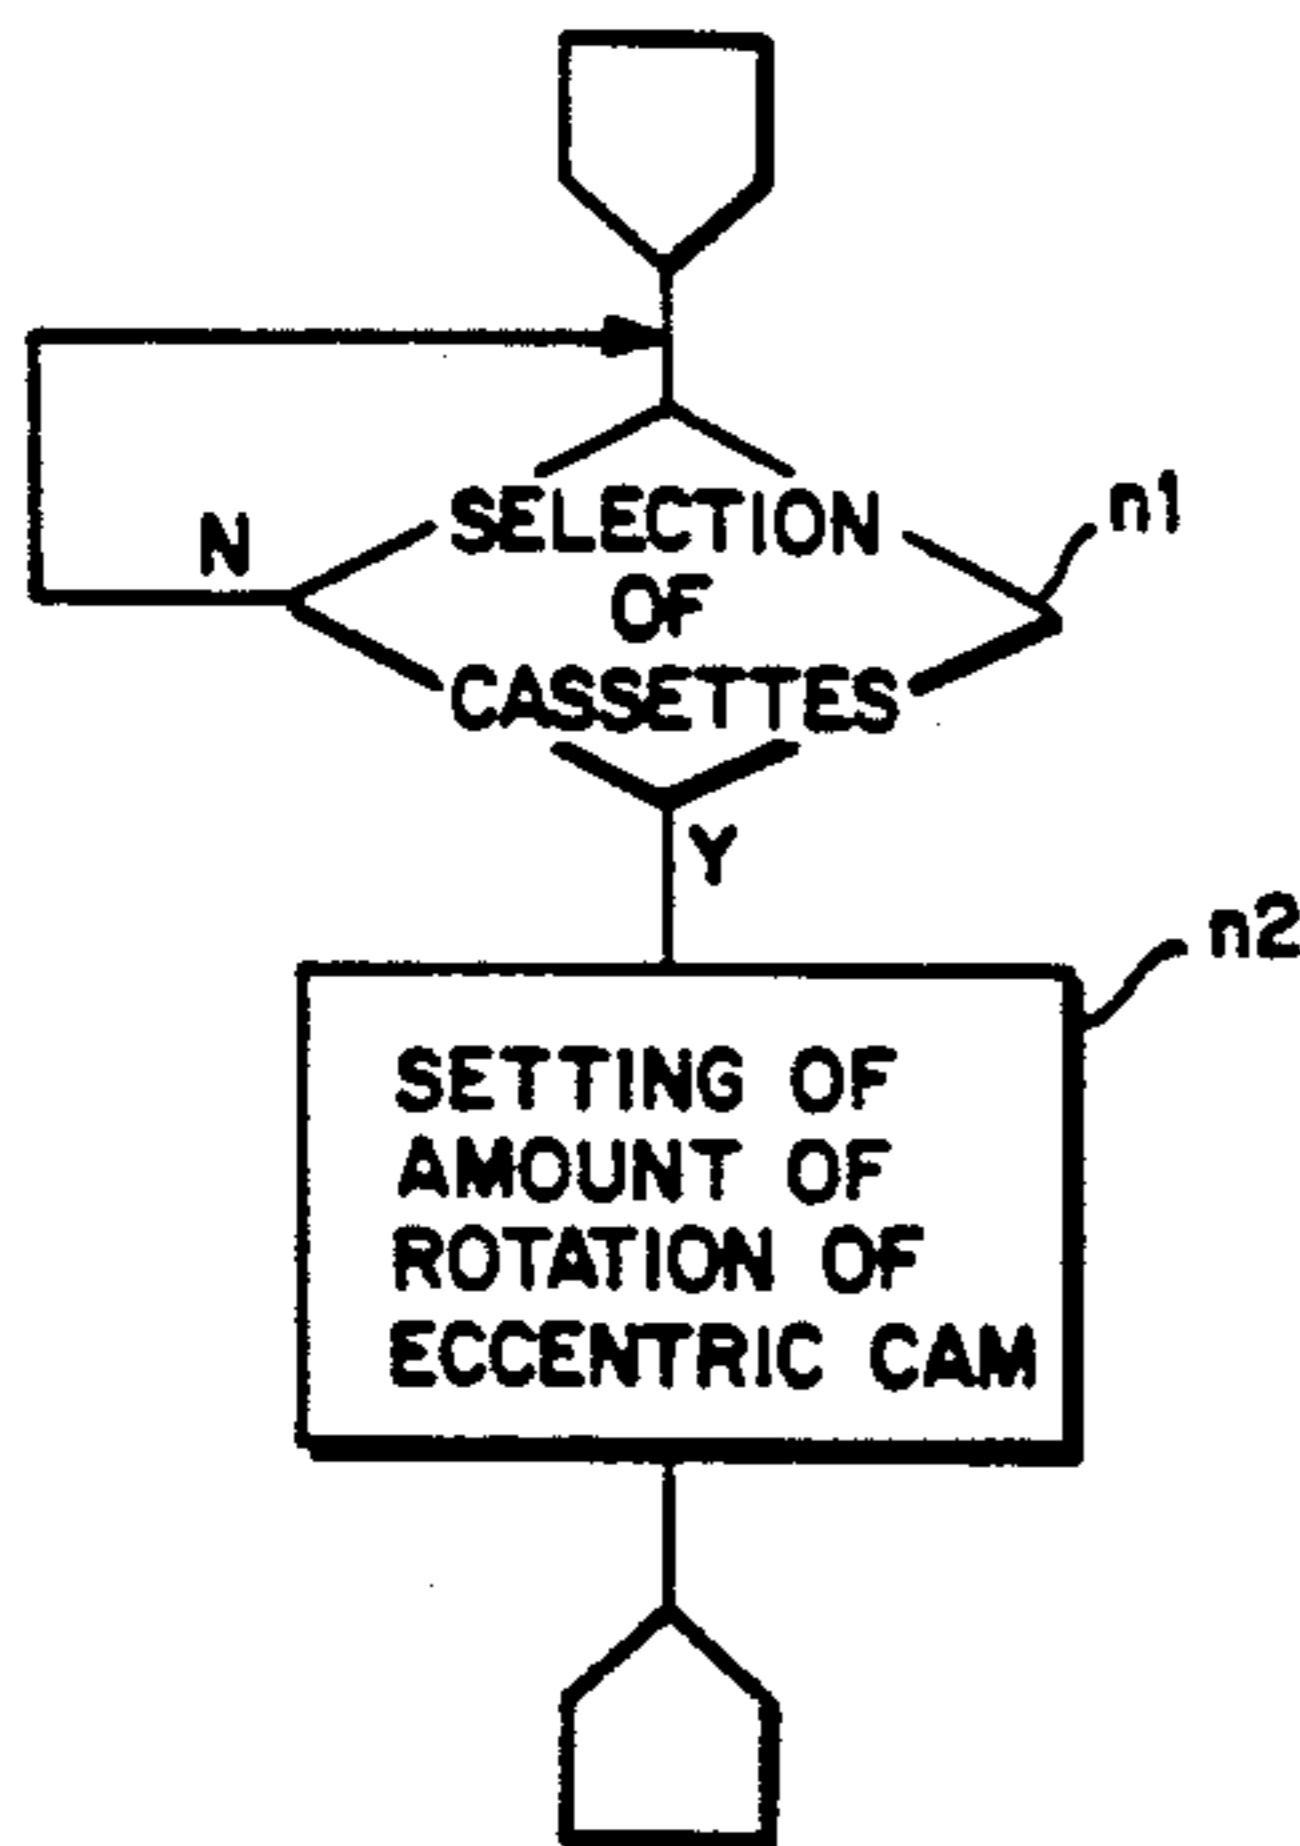 SELECTION
OF
CASSETTES
n1
N
Y
n2
SETTING OF
AMOUNT OF
ROTATION OF
ECCENTRIC CAM